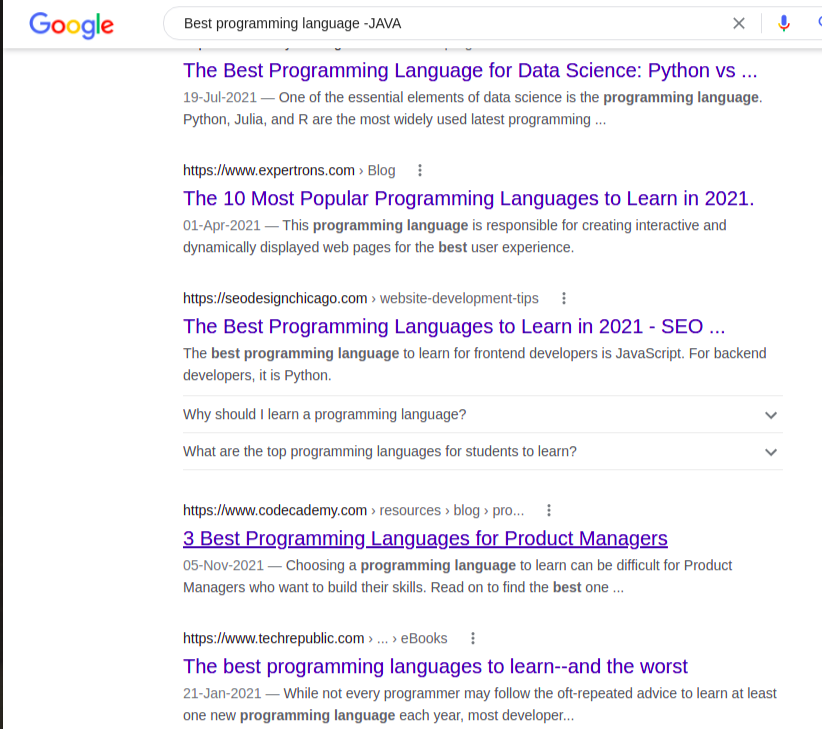 Google
Best programming language -JAVA
The Best Programming Language for Data Science: Python vs ...
19-Jul-2021 — One of the essential elements of data science is the programming language.
Python, Julia, and R are the most widely used latest programming ...
https://www.expertrons.com › Blog
The 10 Most Popular Programming Languages to Learn in 2021.
01-Apr-2021 — This programming language is responsible for creating interactive and
dynamically displayed web pages for the best user experience.
https://seodesignchicago.com › website-development-tips
The Best Programming Languages to Learn in 2021 - SEO ...
The best programming language to learn for frontend developers is JavaScript. For backend
developers, it is Python.
Why should I learn a programming language?
What are the top programming languages for students to learn?
https://www.codecademy.com › resources › blog › pro...
3 Best Programming Languages for Product Managers
05-Nov-2021 — Choosing a programming language to learn can be difficult for Product
Managers who want to build their skills. Read on to find the best one ...
https://www.techrepublic.com › ... › eBooks
The best programming languages to learn--and the worst
21-Jan-2021 — While not every programmer may follow the oft-repeated advice to learn at least
one new programming language each year, most developer...